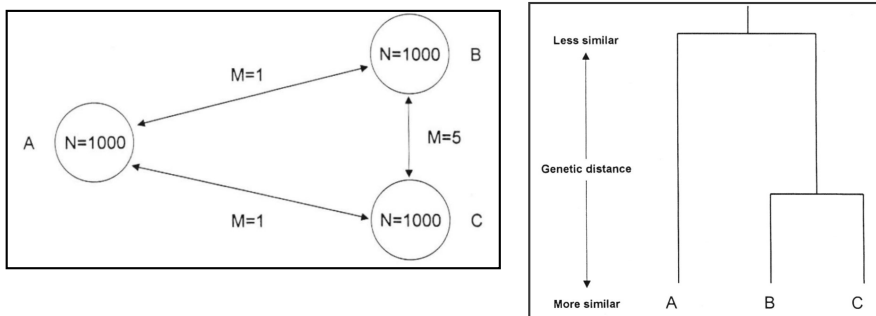 N=1000
B
M=1
A
N=1000
M=5
M=1
N=1000
C
Less similar
Genetic distance
More similar
A
B
C